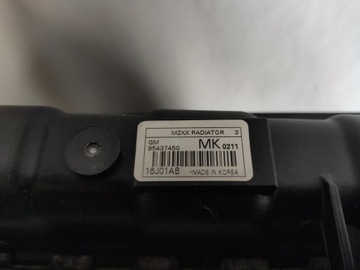 M2XX RADIATOR 3
GM
95437450
MK 0211
16J01AB
*MADE IN KOREA